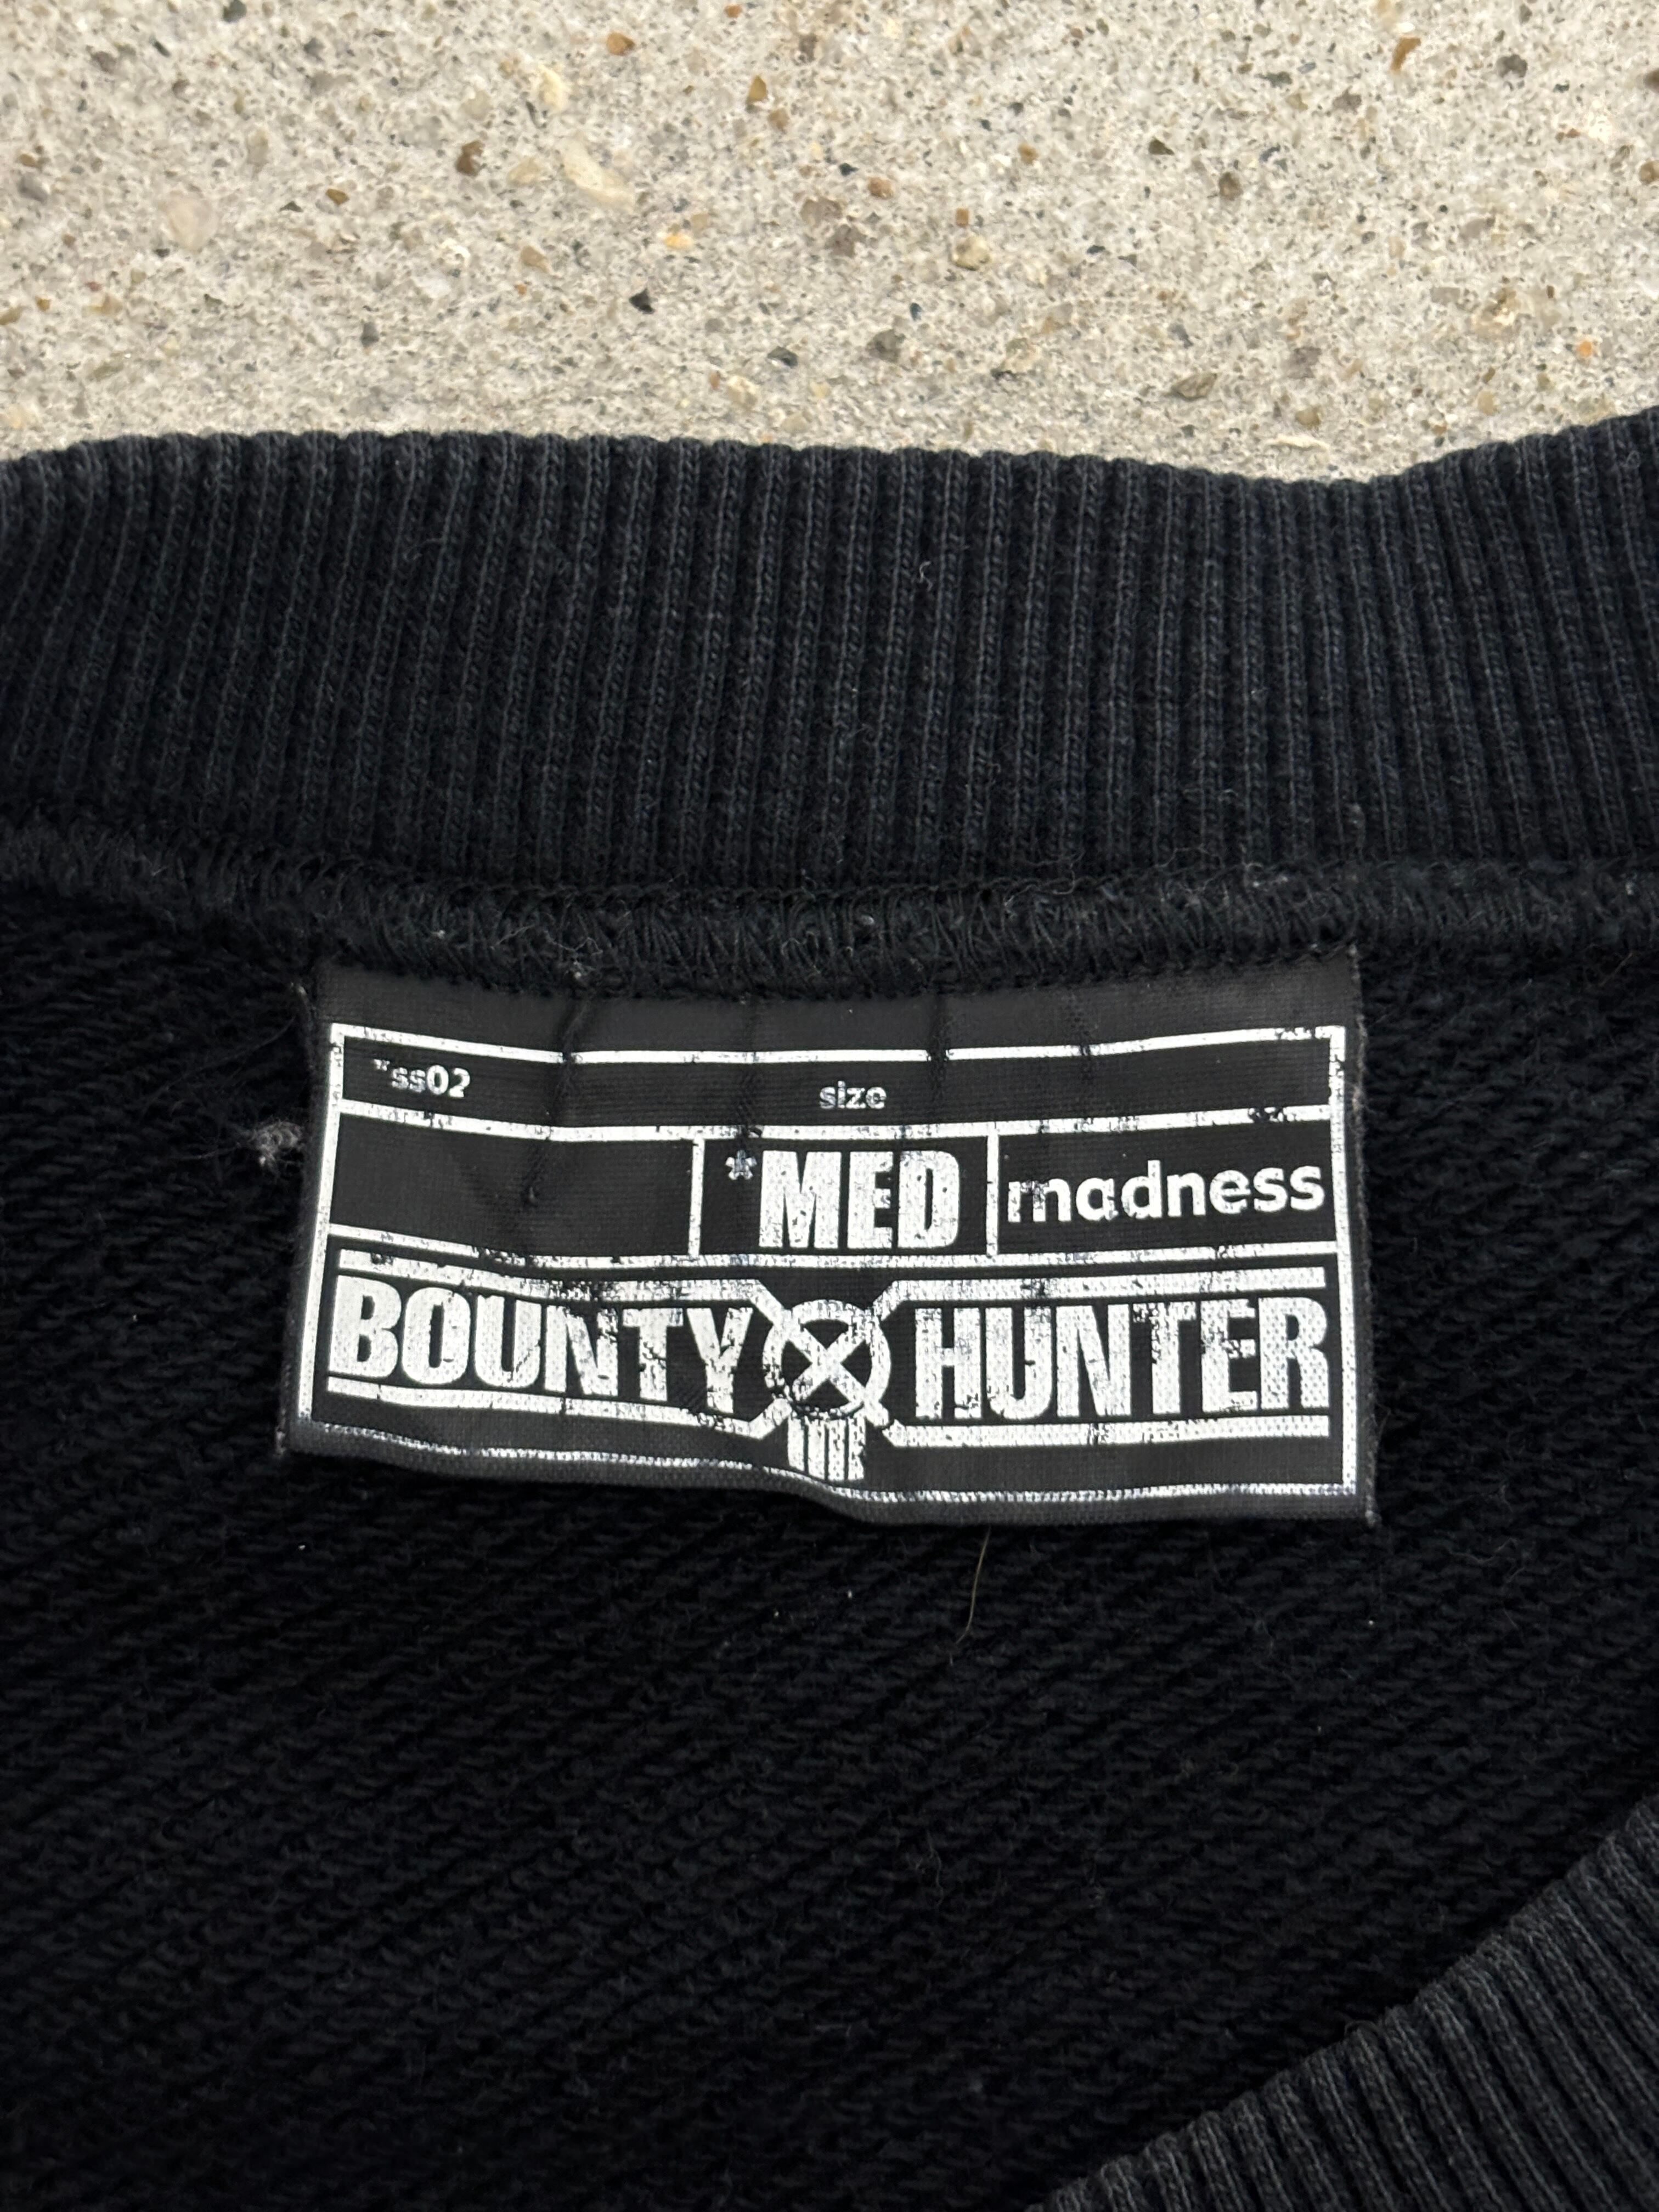 *ss02
size
*MED madness
BOUNTY HUNTER